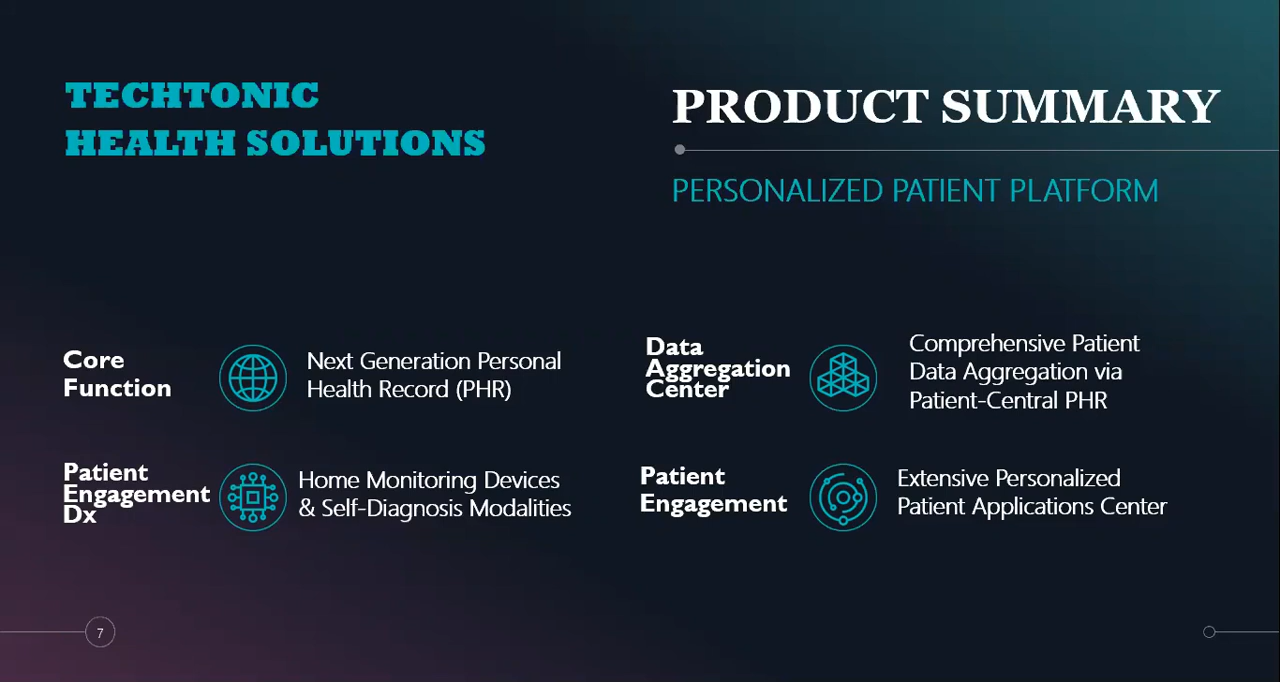 TECHTONIC
HEALTH SOLUTIONS
PRODUCT SUMMARY
PERSONALIZED PATIENT PLATFORM
Core
Function
Next Generation Personal
Health Record (PHR)
Data
Aggregation
Center
Comprehensive Patient
Data Aggregation via
Patient-Central PHR
Patient
Engagement
Dx
Home Monitoring Devices
& Self-Diagnosis Modalities
Patient
Engagement
Extensive Personalized
Patient Applications Center
7